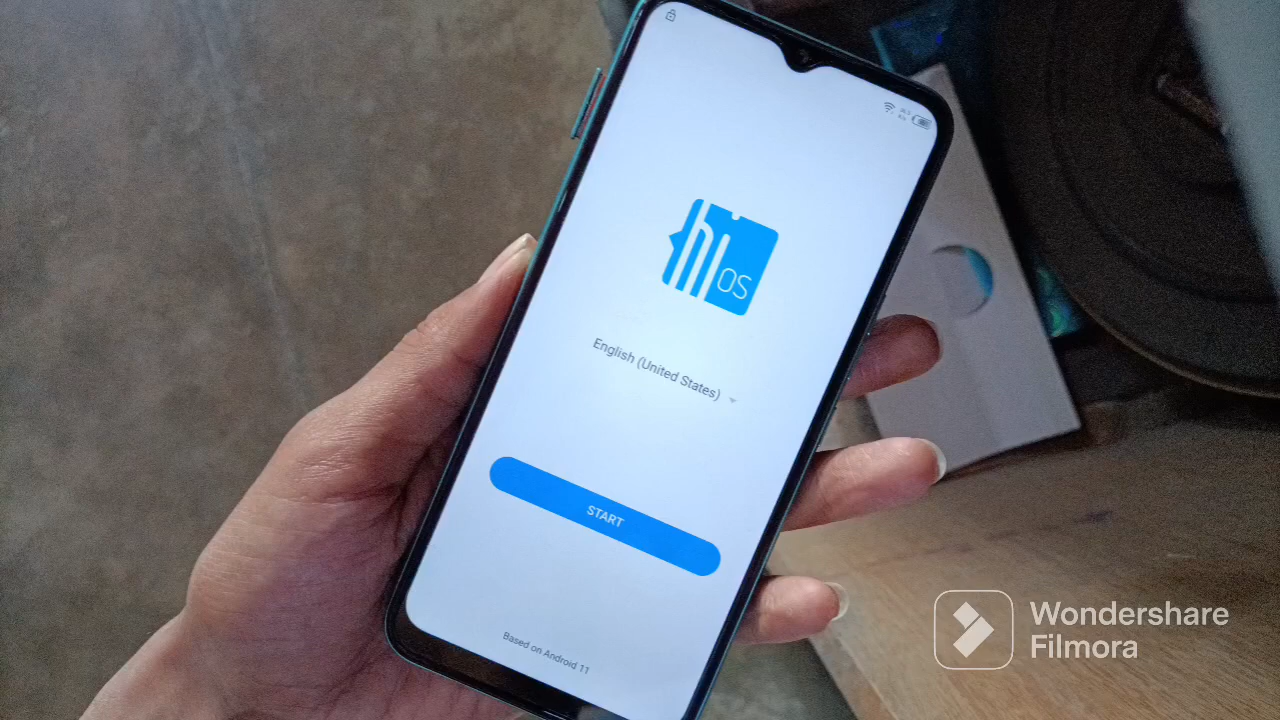 hi
OS
English (United States)
START
Based on Android 11
Wondershare
Filmora